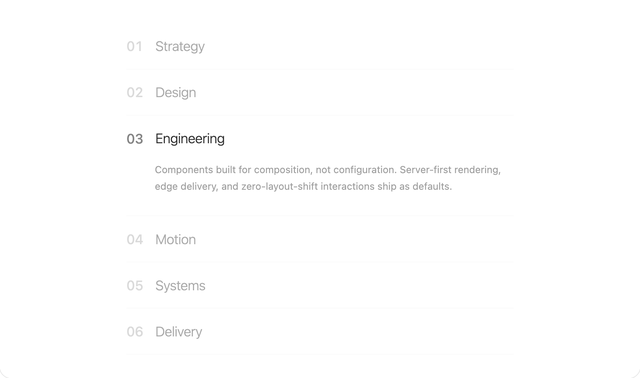 01 Strategy
02 Design
03 Engineering
Components built for composition, not configuration. Server-first rendering,
edge delivery, and zero-layout-shift interactions ship as defaults.
04 Motion
05 Systems
06 Delivery